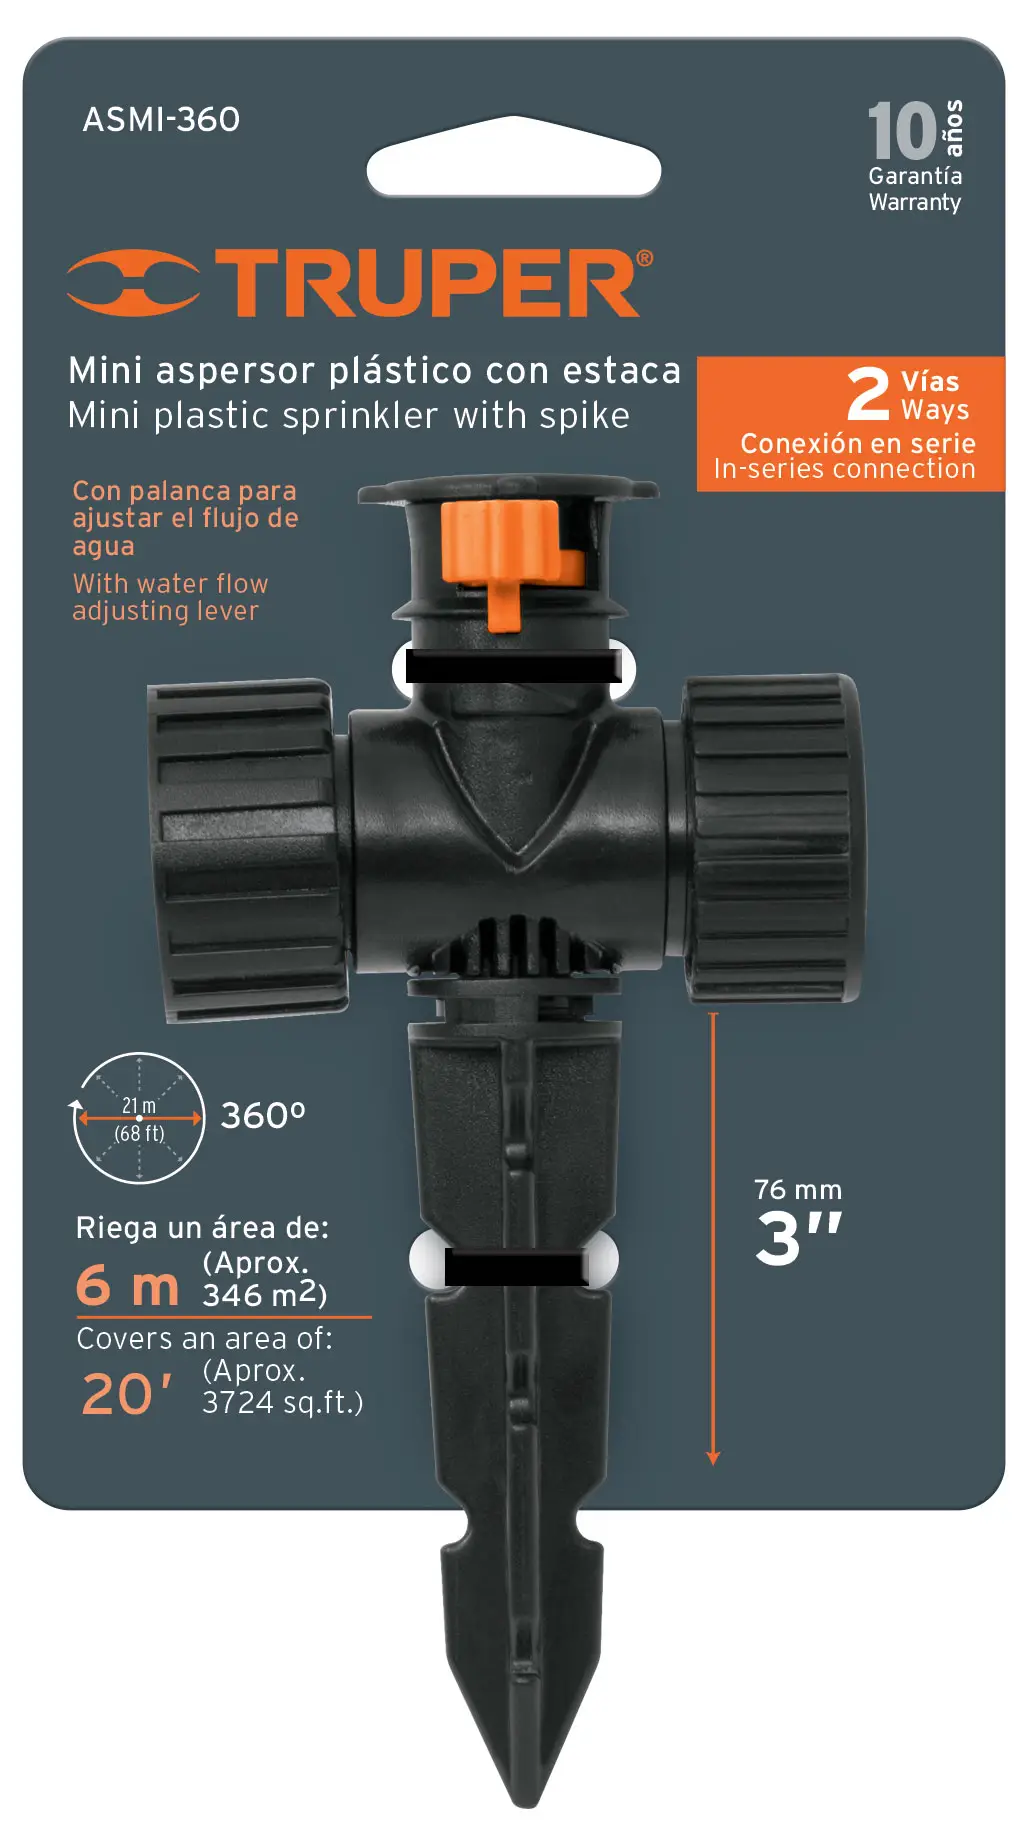 ASMI-360
10 años
Garantía
Warranty
TRUPER®
Mini aspersor plástico con estaca
Mini plastic sprinkler with spike
2 Vías
Ways
Conexión en serie
In-series connection
Con palanca para
ajustar el flujo de
agua
With water flow
adjusting lever
21 m
(68 ft)
360º
Riega un área de:
6 m (Aprox.
346 m2)
Covers an area of:
20' (Aprox.
3724 sq.ft.)
76 mm
3"